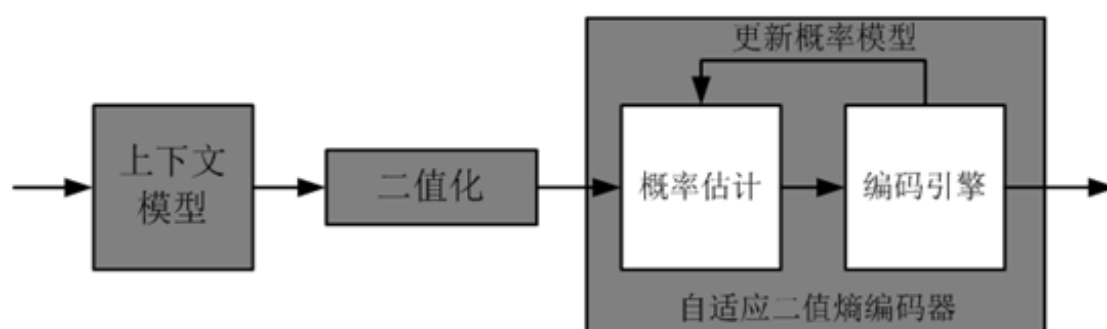 更新概率模型
上下文
模型
二值化
概率估计
编码引擎
自适应二值熵编码器